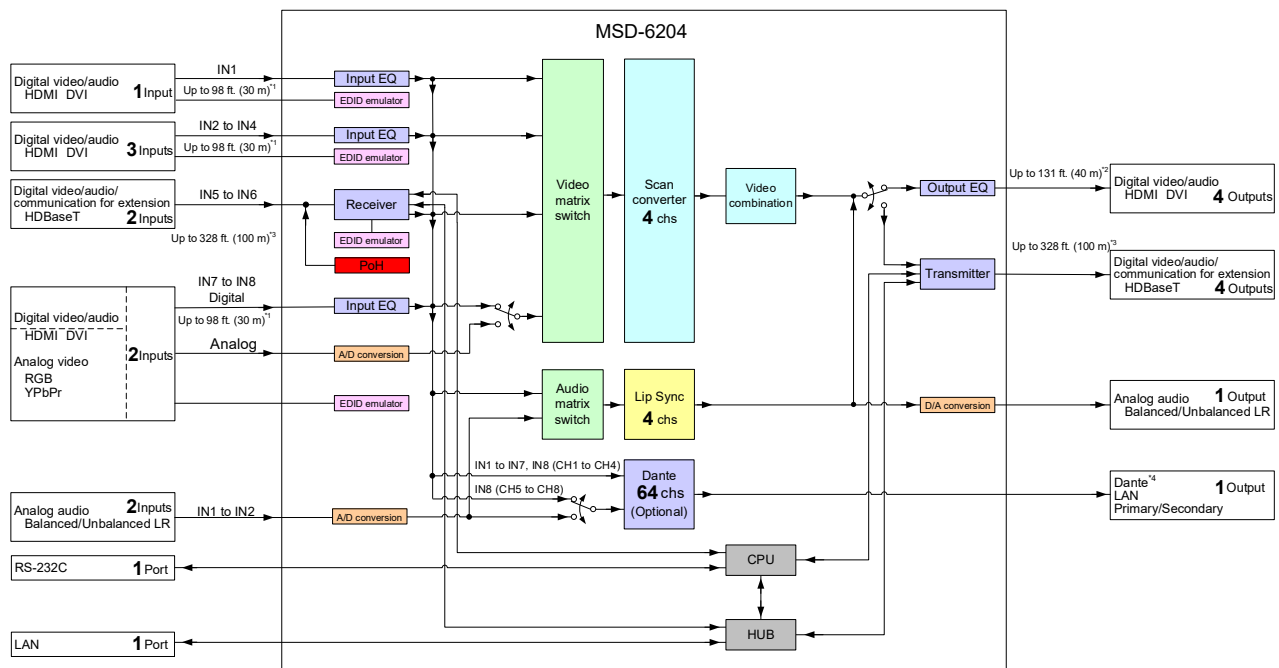 MSD-6204
Digital video/audio
HDMI DVI
1 Input
IN1
Up to 98 ft. (30 m)*1
Input EQ
EDID emulator
Digital video/audio
HDMI DVI
3 Inputs
IN2 to IN4
Up to 98 ft. (30 m)*1
Input EQ
EDID emulator
Digital video/audio/
communication for extension
HDBaseT
2 Inputs
IN5 to IN6
Up to 328 ft. (100 m)*3
Receiver
EDID emulator
PoH
Digital video/audio
HDMI DVI
Analog video
RGB
YPbPr
2 Inputs
IN7 to IN8
Digital
Up to 98 ft. (30 m)*1
Analog
Input EQ
A/D conversion
EDID emulator
Video
matrix
switch
Scan
converter
4 chs
Video
combination
Output EQ
Up to 131 ft. (40 m)*2
Digital video/audio
HDMI DVI
4 Outputs
Transmitter
Up to 328 ft. (100 m)*3
Digital video/audio/
communication for extension
HDBaseT
4 Outputs
Audio
matrix
switch
Lip Sync
4 chs
D/A conversion
1 Output
Analog audio
Balanced/Unbalanced LR
IN1 to IN7, IN8 (CH1 to CH4)
IN8 (CH5 to CH8)
Dante
64 chs
(Optional)
Dante*4
LAN
Primary/Secondary
1 Output
2 Inputs
Analog audio
Balanced/Unbalanced LR
IN1 to IN2
A/D conversion
RS-232C
1 Port
CPU
LAN
1 Port
HUB